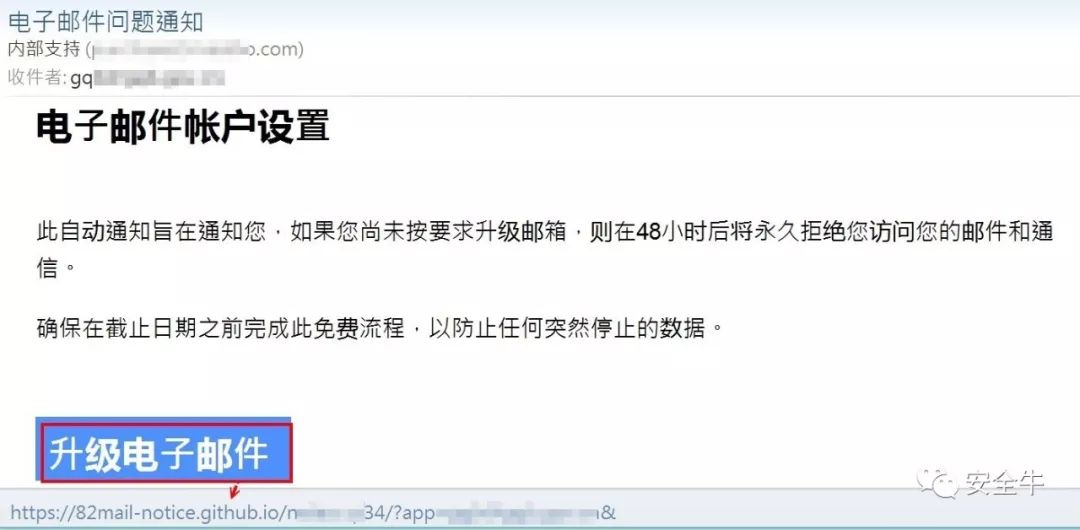 电子邮件问题通知
内部支持 (p o.com)
收件者: gq
电子邮件帐户设置
此自动通知旨在通知您，如果您尚未按要求升级邮箱，则在48小时后将永久拒绝您访问您的邮件和通
信。
确保在截止日期之前完成此免费流程，以防止任何突然停止的数据。
升级电子邮件
安全牛
https://82mail-notice.github.io/ 34/?app= &